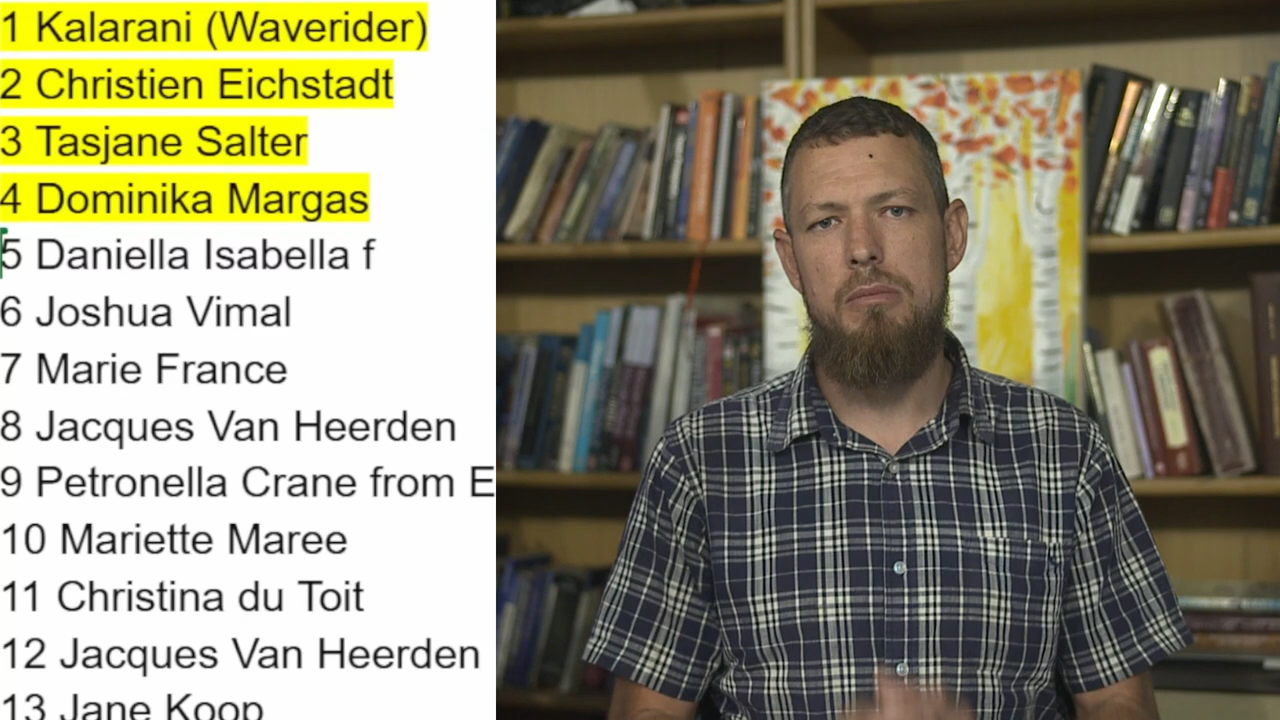 1 Kalarani (Waverider)
2 Christien Eichstadt
3 Tasjane Salter
4 Dominika Margas
5 Daniella Isabella f
6 Joshua Vimal
7 Marie France
8 Jacques Van Heerden
9 Petronella Crane from E
10 Mariette Maree
11 Christina du Toit
12 Jacques Van Heerden
13 Jane Koop